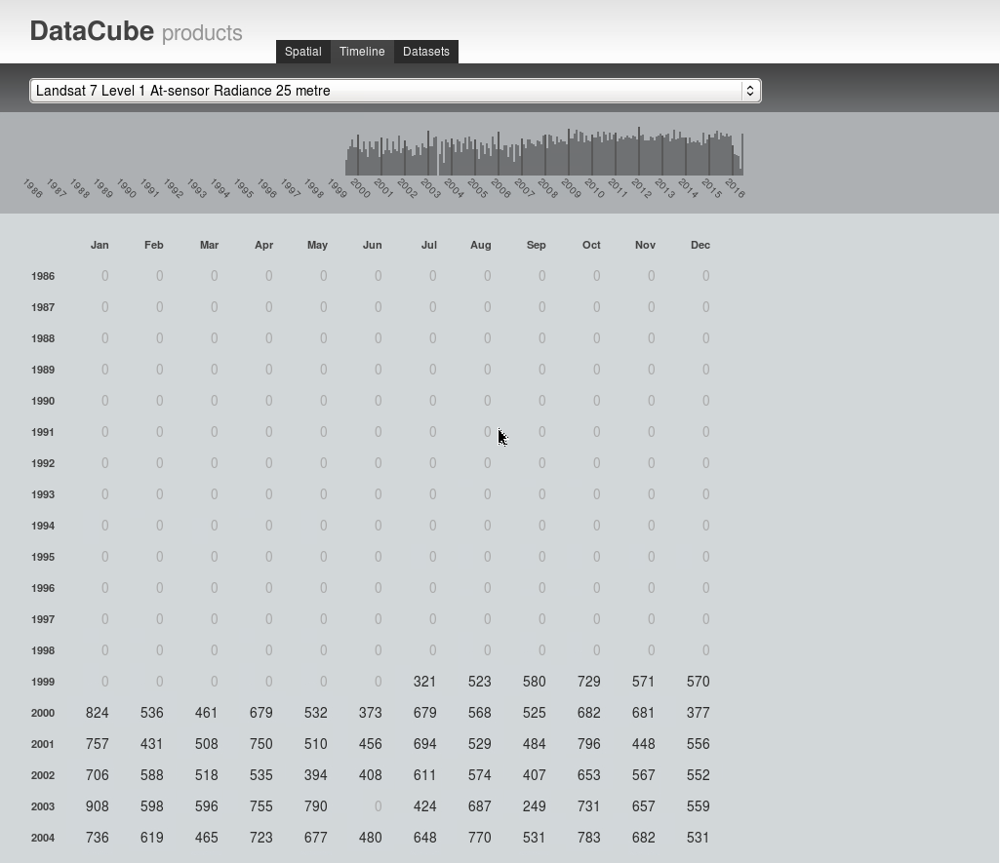 DataCube products
Spatial Timeline Datasets
Landsat 7 Level 1 At-sensor Radiance 25 metre
1986 1987 1988 1989 1990 1991 1992 1993 1994 1995 1996 1997 1998 1999 2000 2001 2002 2003 2004 2005 2006 2007 2008 2009 2010 2011 2012 2013 2014 2015 2016
Jan Feb Mar Apr May Jun Jul Aug Sep Oct Nov Dec
1986 0 0 0 0 0 0 0 0 0 0 0 0
1987 0 0 0 0 0 0 0 0 0 0 0 0
1988 0 0 0 0 0 0 0 0 0 0 0 0
1989 0 0 0 0 0 0 0 0 0 0 0 0
1990 0 0 0 0 0 0 0 0 0 0 0 0
1991 0 0 0 0 0 0 0 0 0 0 0 0
1992 0 0 0 0 0 0 0 0 0 0 0 0
1993 0 0 0 0 0 0 0 0 0 0 0 0
1994 0 0 0 0 0 0 0 0 0 0 0 0
1995 0 0 0 0 0 0 0 0 0 0 0 0
1996 0 0 0 0 0 0 0 0 0 0 0 0
1997 0 0 0 0 0 0 0 0 0 0 0 0
1998 0 0 0 0 0 0 0 0 0 0 0 0
1999 0 0 0 0 0 0 321 523 580 729 571 570
2000 824 536 461 679 532 373 679 568 525 682 681 377
2001 757 431 508 750 510 456 694 529 484 796 448 556
2002 706 588 518 535 394 408 611 574 407 653 567 552
2003 908 598 596 755 790 0 424 687 249 731 657 559
2004 736 619 465 723 677 480 648 770 531 783 682 531